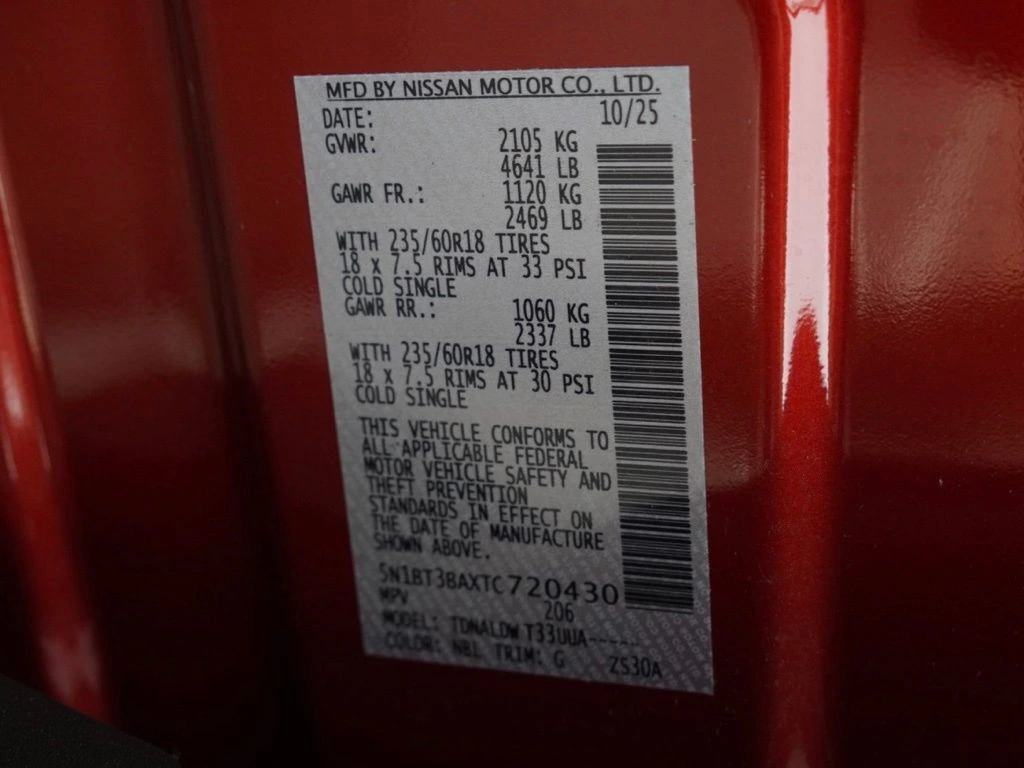 MFD BY NISSAN MOTOR CO., LTD.
DATE: 10/25
GVWR: 2105 KG
4641 LB
GAWR FR.: 1120 KG
2469 LB
WITH 235/60R18 TIRES
18 x 7.5 RIMS AT 33 PSI
COLD SINGLE
GAWR RR.: 1060 KG
2337 LB
WITH 235/60R18 TIRES
18 x 7.5 RIMS AT 30 PSI
COLD SINGLE
THIS VEHICLE CONFORMS TO
ALL APPLICABLE FEDERAL
MOTOR VEHICLE SAFETY AND
THEFT PREVENTION
STANDARDS IN EFFECT ON
THE DATE OF MANUFACTURE
SHOWN ABOVE.
5N1BT3BAXTC720430
MPV 206
MODEL: TDNALDW T33UUA-----
COLOR: NBL TRIM: G 2S30A